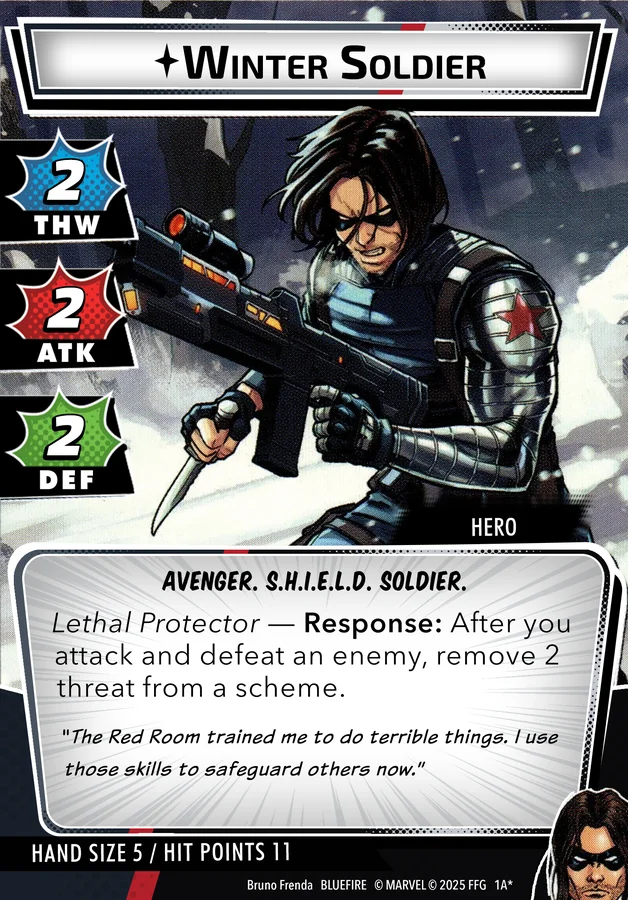 ✦Winter Soldier
2
THW
2
ATK
2
DEF
HERO
AVENGER. S.H.I.E.L.D. SOLDIER.
Lethal Protector — Response: After you
attack and defeat an enemy, remove 2
threat from a scheme.
"The Red Room trained me to do terrible things. I use
those skills to safeguard others now."
HAND SIZE 5 / HIT POINTS 11
Bruno Frenda BLUEFIRE © MARVEL © 2025 FFG 1A*